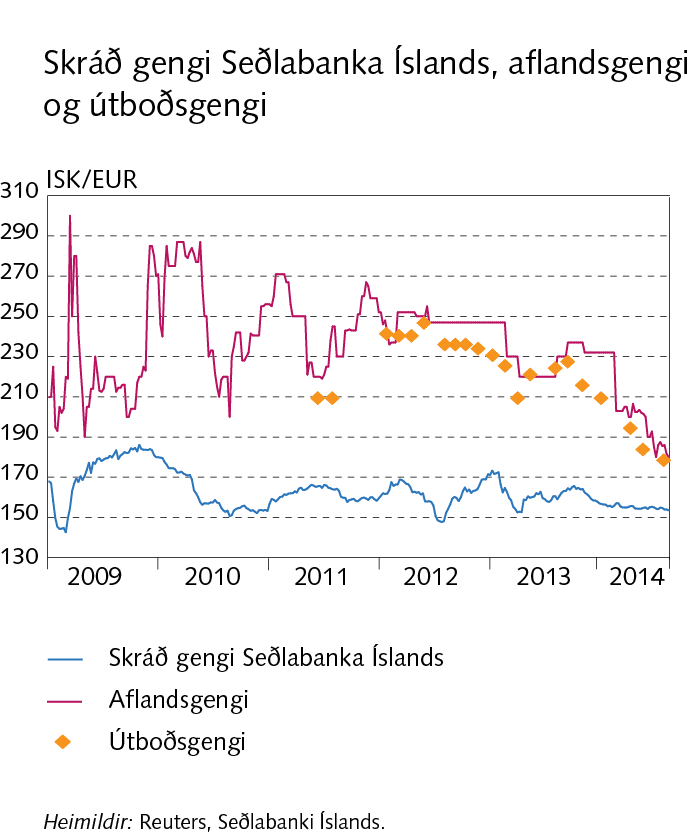 Skráð gengi Seðlabanka Íslands, aflandsgengi
og útboðsgengi
ISK/EUR
310
290
270
250
230
210
190
170
150
130
2009 2010 2011 2012 2013 2014
Skráð gengi Seðlabanka Íslands
Aflandsgengi
Útboðsgengi
Heimildir: Reuters, Seðlabanki Íslands.